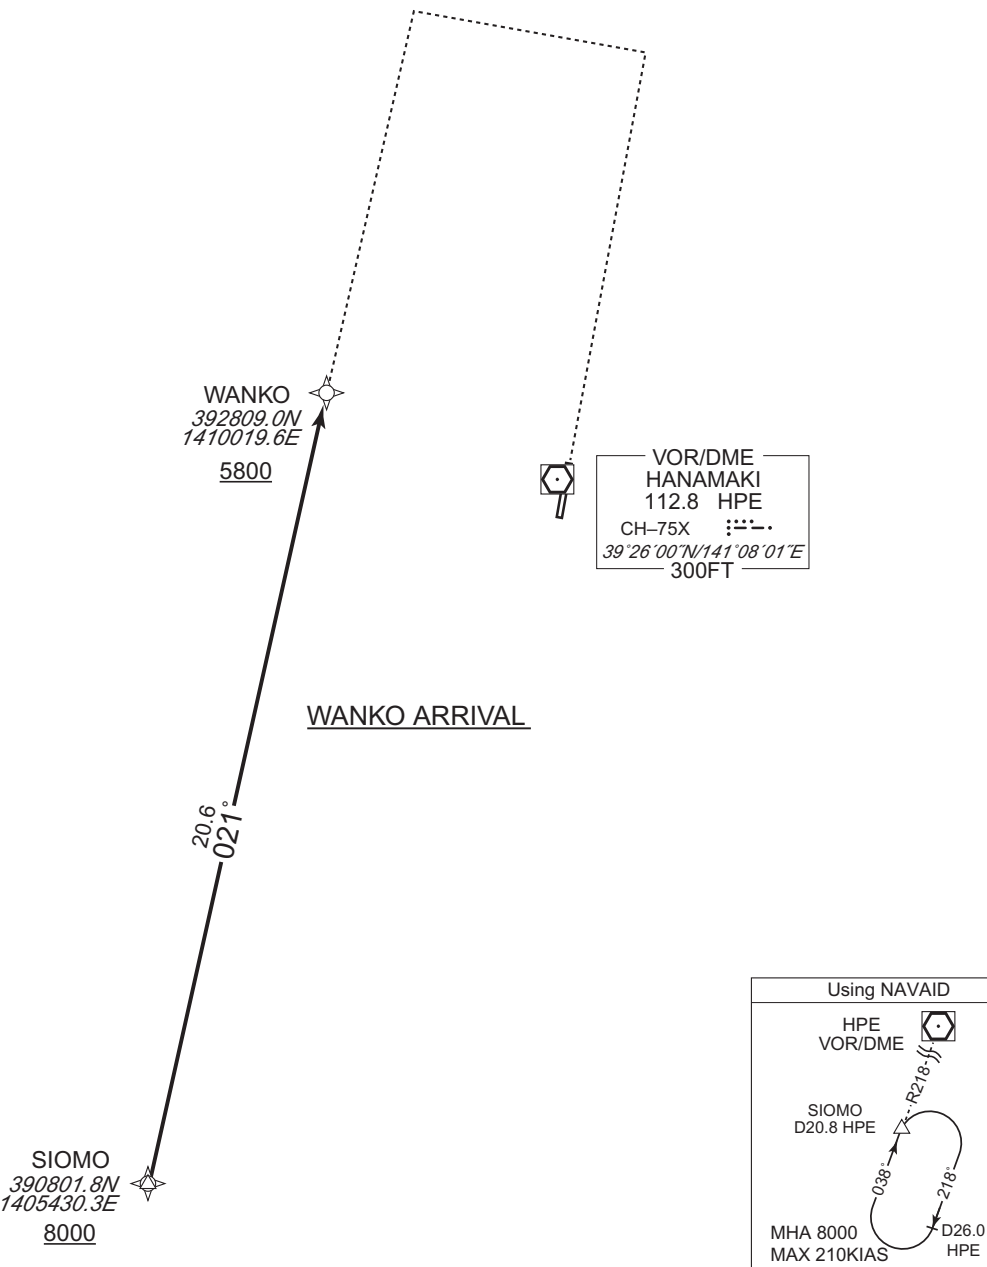 WANKO
392809.0N
1410019.6E
5800
VOR/DME
HANAMAKI
112.8 HPE
CH–75X
39°26′00″N/141°08′01″E
300FT
WANKO ARRIVAL
20.6
021°
SIOMO
390801.8N
1405430.3E
8000
Using NAVAID
HPE
VOR/DME
R218
SIOMO
D20.8 HPE
038°
218°
D26.0
HPE
MHA 8000
MAX 210KIAS